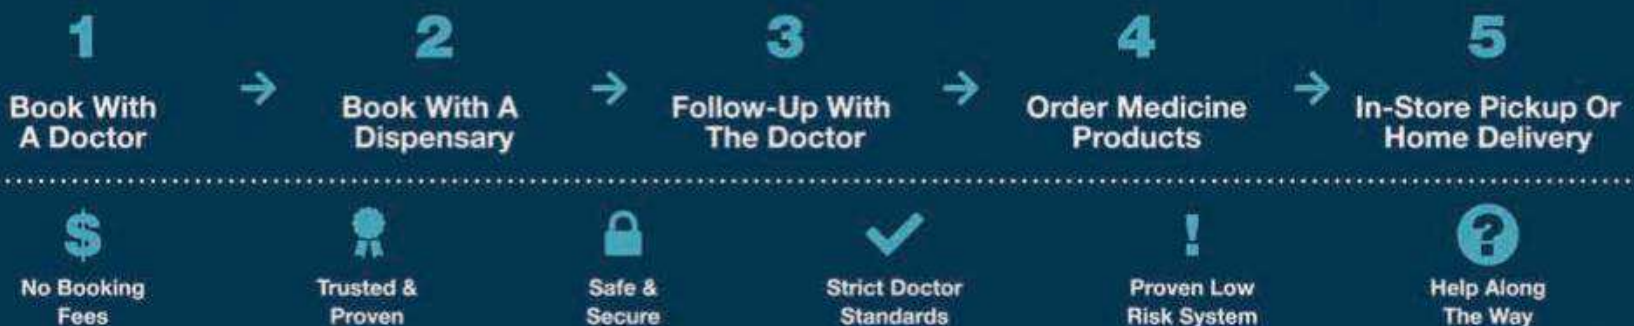 1
Book With
A Doctor
2
Book With A
Dispensary
3
Follow-Up With
The Doctor
4
Order Medicine
Products
5
In-Store Pickup Or
Home Delivery
$
No Booking
Fees
Trusted &
Proven
Safe &
Secure
Strict Doctor
Standards
!
Proven Low
Risk System
?
Help Along
The Way